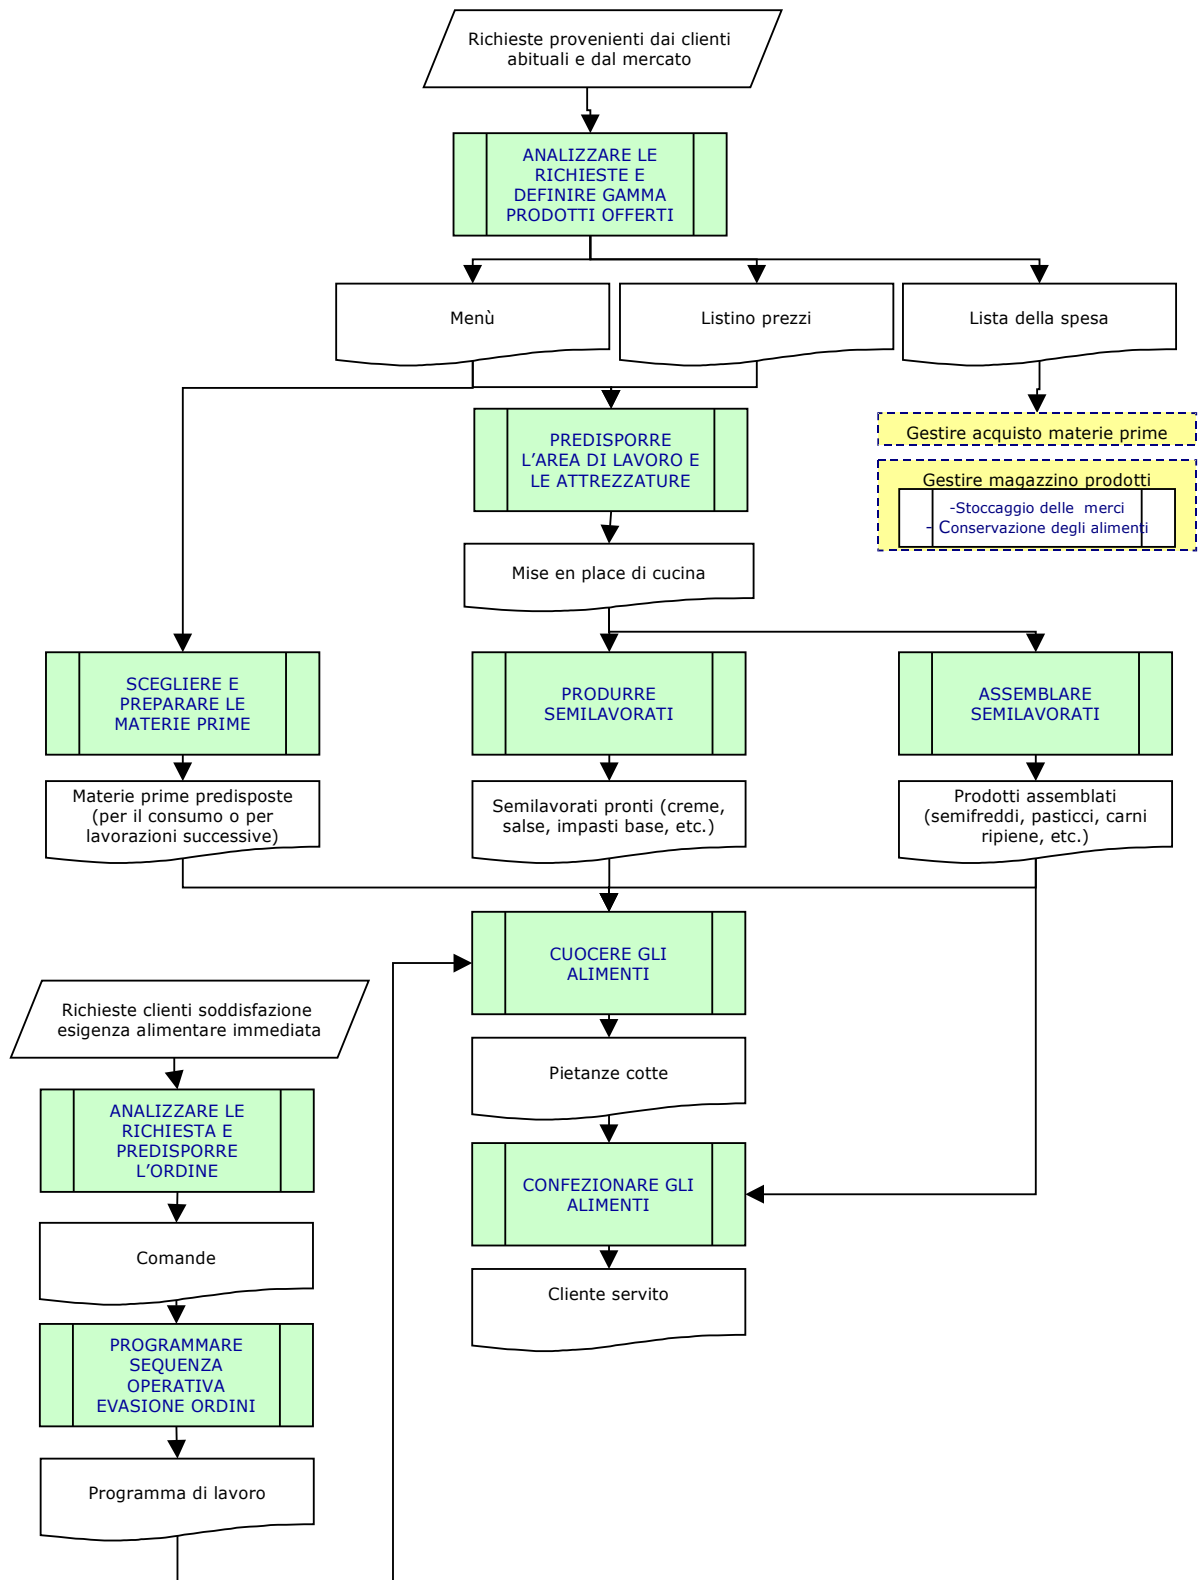 Richieste provenienti dai clienti
abituali e dal mercato
ANALIZZARE LE
RICHIESTE E
DEFINIRE GAMMA
PRODOTTI OFFERTI
Menù
Listino prezzi
Lista della spesa
Gestire acquisto materie prime
PREDISPORRE
L'AREA DI LAVORO E
LE ATTREZZATURE
Gestire magazzino prodotti
-Stoccaggio delle merci
- Conservazione degli alimenti
Mise en place di cucina
SCEGLIERE E
PREPARARE LE
MATERIE PRIME
PRODURRE
SEMILAVORATI
ASSEMBLARE
SEMILAVORATI
Materie prime predisposte
(per il consumo o per
lavorazioni successive)
Semilavorati pronti (creme,
salse, impasti base, etc.)
Prodotti assemblati
(semifreddi, pasticci, carni
ripiene, etc.)
CUOCERE GLI
ALIMENTI
Richieste clienti soddisfazione
esigenza alimentare immediata
Pietanze cotte
ANALIZZARE LE
RICHIESTA E
PREDISPORRE
L'ORDINE
CONFEZIONARE GLI
ALIMENTI
Comande
Cliente servito
PROGRAMMARE
SEQUENZA
OPERATIVA
EVASIONE ORDINI
Programma di lavoro